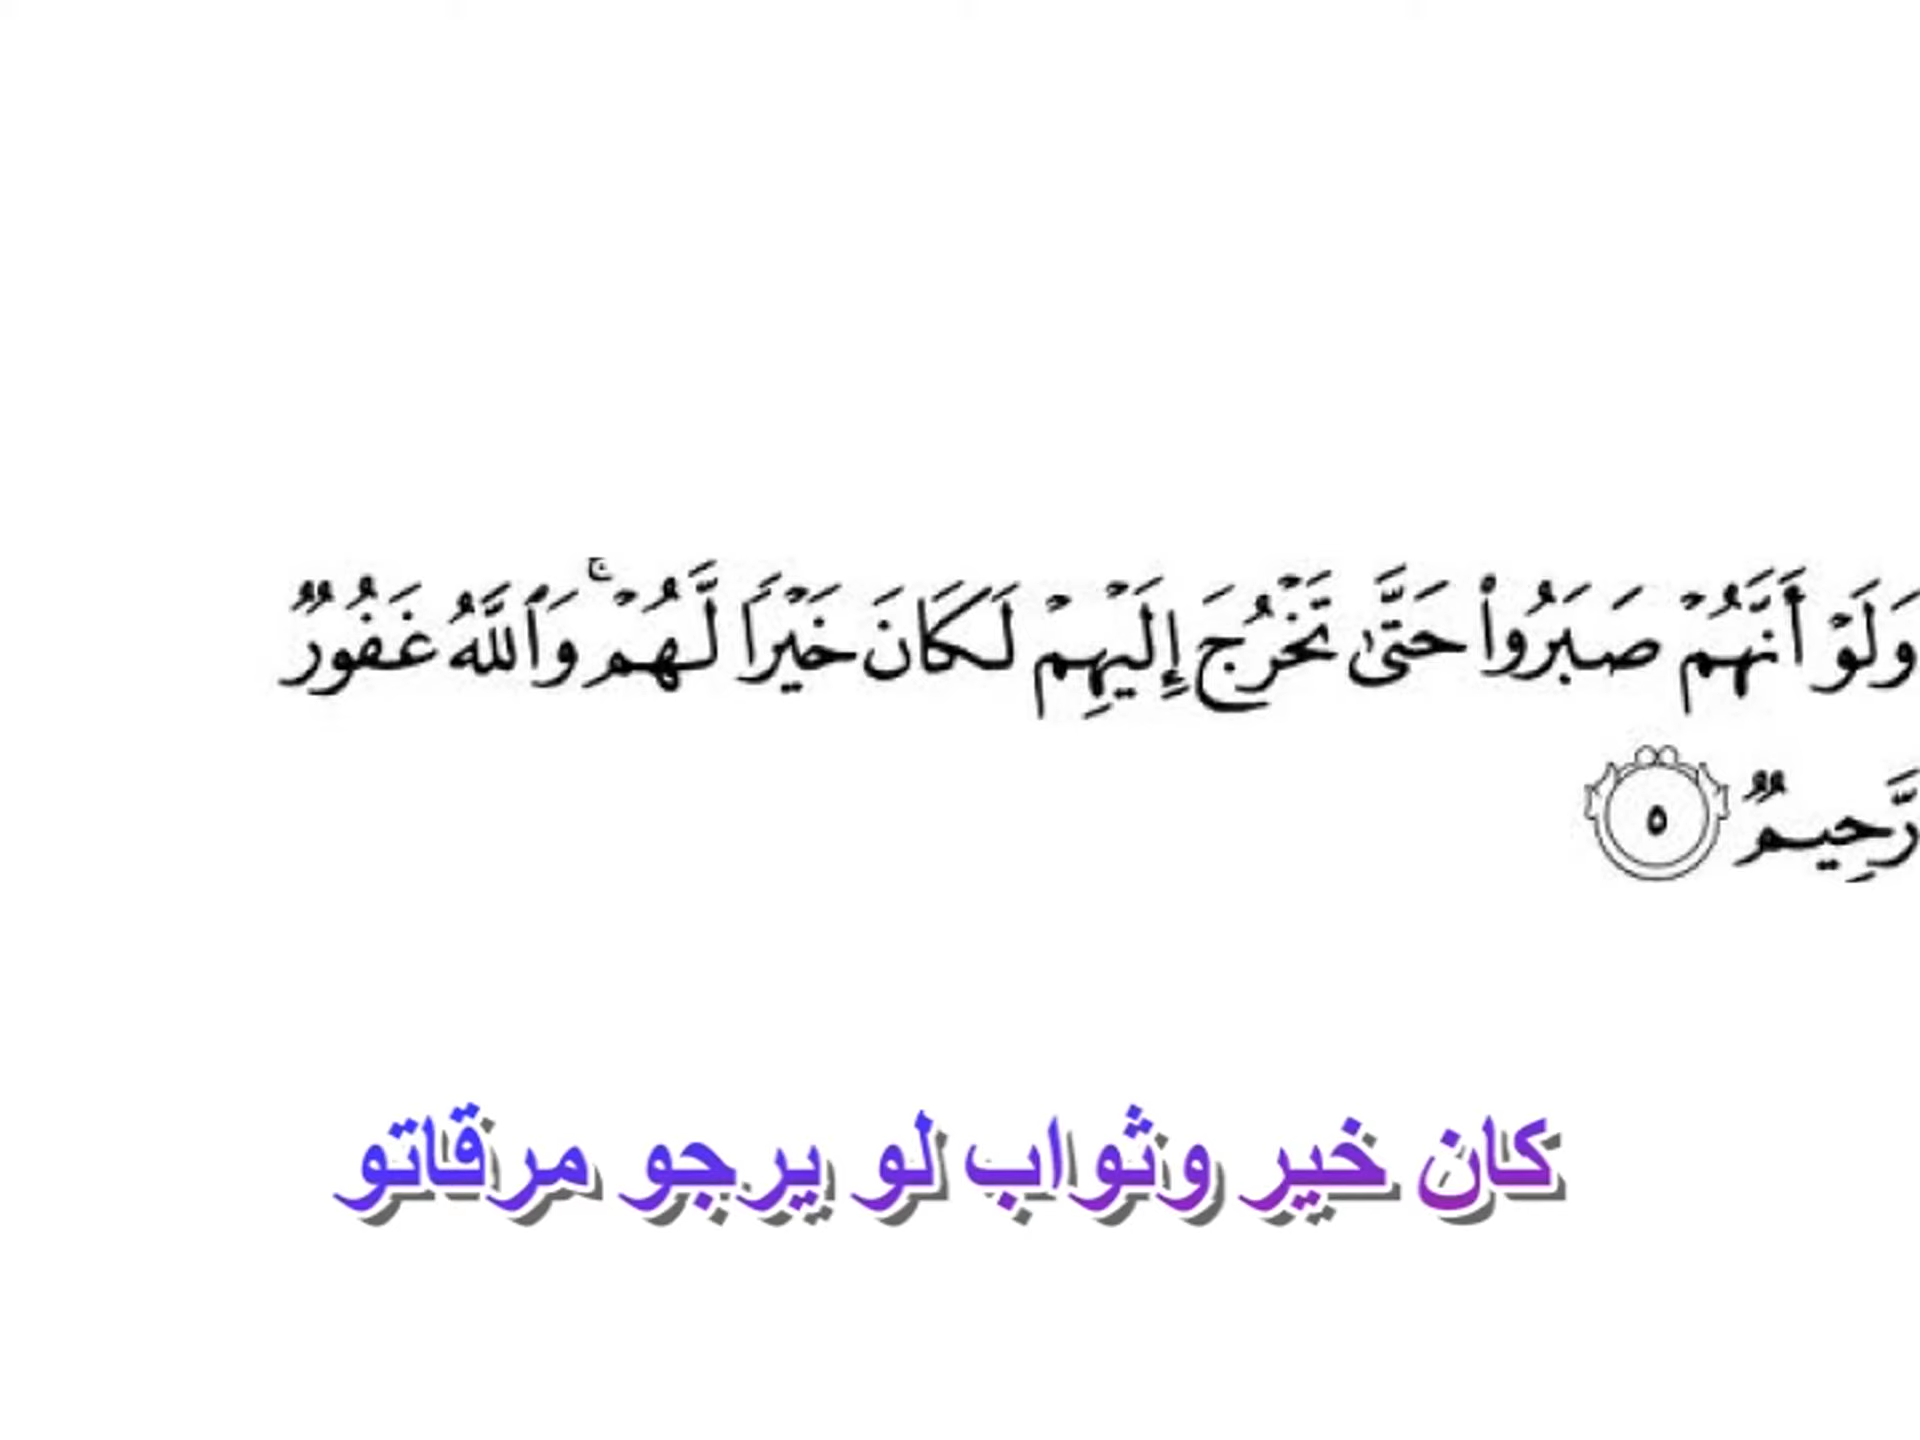 وَلَوْ أَنَّهُمْ صَبَرُوا۟ حَتَّىٰ تَخْرُجَ إِلَيْهِمْ لَكَانَ خَيْرًا لَّهُمْ ۚ وَٱللَّهُ غَفُورٌ
رَّحِيمٌ ٥
كان خير وثواب لو يرجو مرقاتو